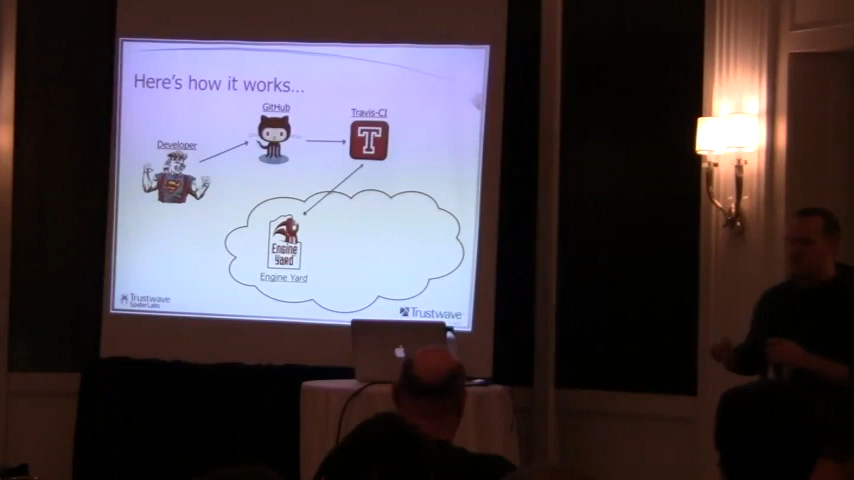 Here's how it works...
GitHub
Travis-CI
T
Developer
Engine
Yard
Engine Yard
Trustwave
SpiderLabs
Trustwave